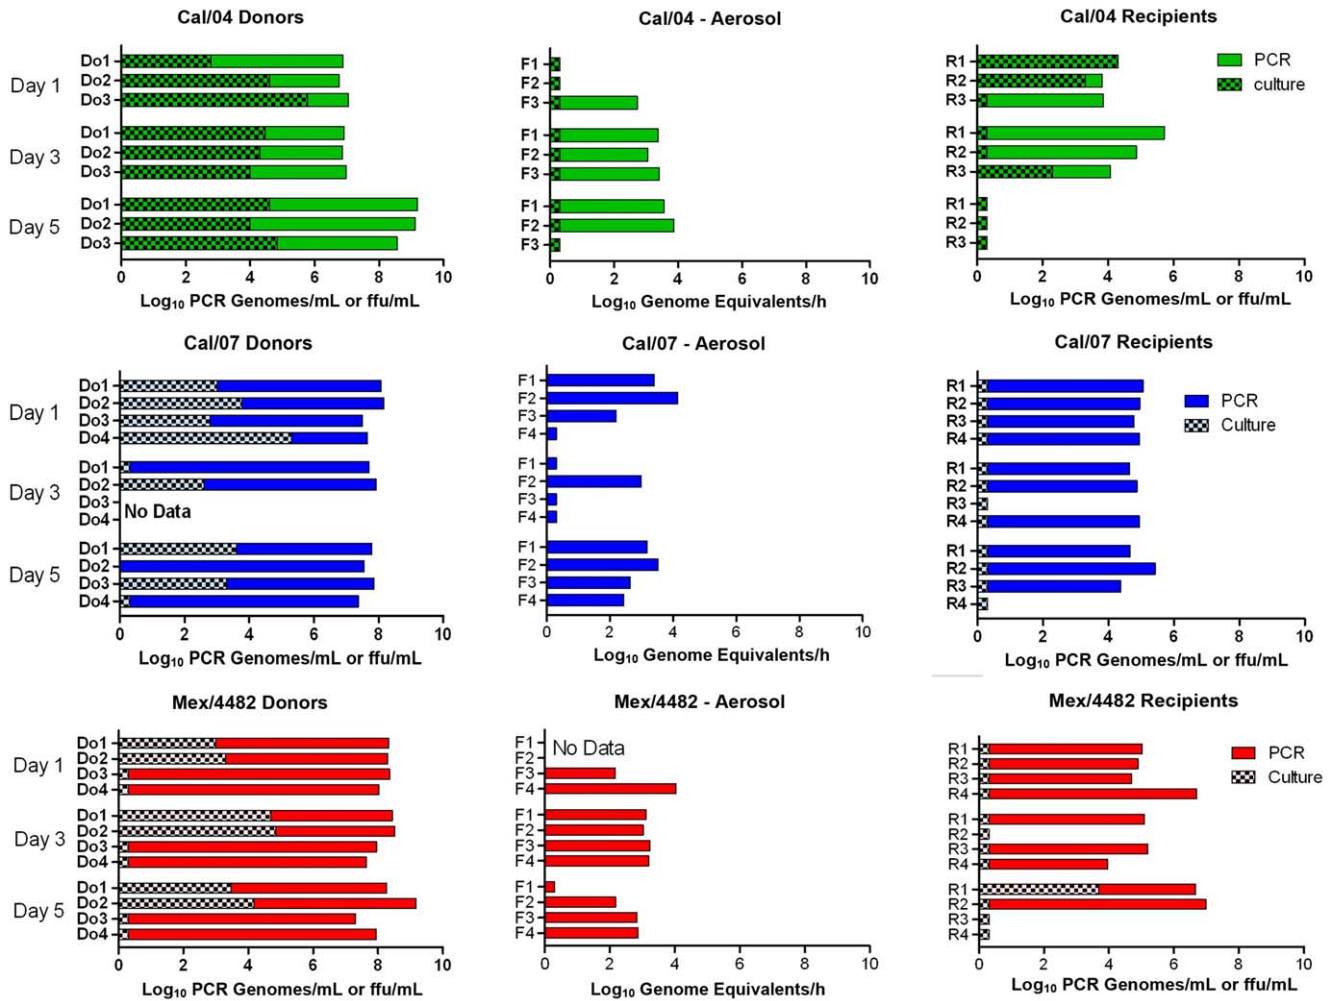 Cal/04 Donors
Day 1
Do1
Do2
Do3
Day 3
Do1
Do2
Do3
Day 5
Do1
Do2
Do3
0 2 4 6 8 10
Log10 PCR Genomes/mL or ffu/mL
Cal/04 - Aerosol
F1
F2
F3
F1
F2
F3
F1
F2
F3
0 2 4 6 8 10
Log10 Genome Equivalents/h
Cal/04 Recipients
R1
R2
R3
R1
R2
R3
R1
R2
R3
PCR
culture
0 2 4 6 8 10
Log10 PCR Genomes/mL or ffu/mL
Cal/07 Donors
Day 1
Do1
Do2
Do3
Do4
Day 3
Do1
Do2
Do3
Do4
No Data
Day 5
Do1
Do2
Do3
Do4
0 2 4 6 8 10
Log10 PCR Genomes/mL or ffu/mL
Cal/07 - Aerosol
F1
F2
F3
F4
F1
F2
F3
F4
F1
F2
F3
F4
0 2 4 6 8 10
Log10 Genome Equivalents/h
Cal/07 Recipients
R1
R2
R3
R4
R1
R2
R3
R4
R1
R2
R3
R4
PCR
Culture
0 2 4 6 8 10
Log10 PCR Genomes/mL or ffu/mL
Mex/4482 Donors
Day 1
Do1
Do2
Do3
Do4
Day 3
Do1
Do2
Do3
Do4
Day 5
Do1
Do2
Do3
Do4
0 2 4 6 8 10
Log10 PCR Genomes/mL or ffu/mL
Mex/4482 - Aerosol
F1
F2
No Data
F3
F4
F1
F2
F3
F4
F1
F2
F3
F4
0 2 4 6 8 10
Log10 Genome Equivalents/h
Mex/4482 Recipients
R1
R2
R3
R4
R1
R2
R3
R4
R1
R2
R3
R4
PCR
Culture
0 2 4 6 8 10
Log10 PCR Genomes/mL or ffu/mL